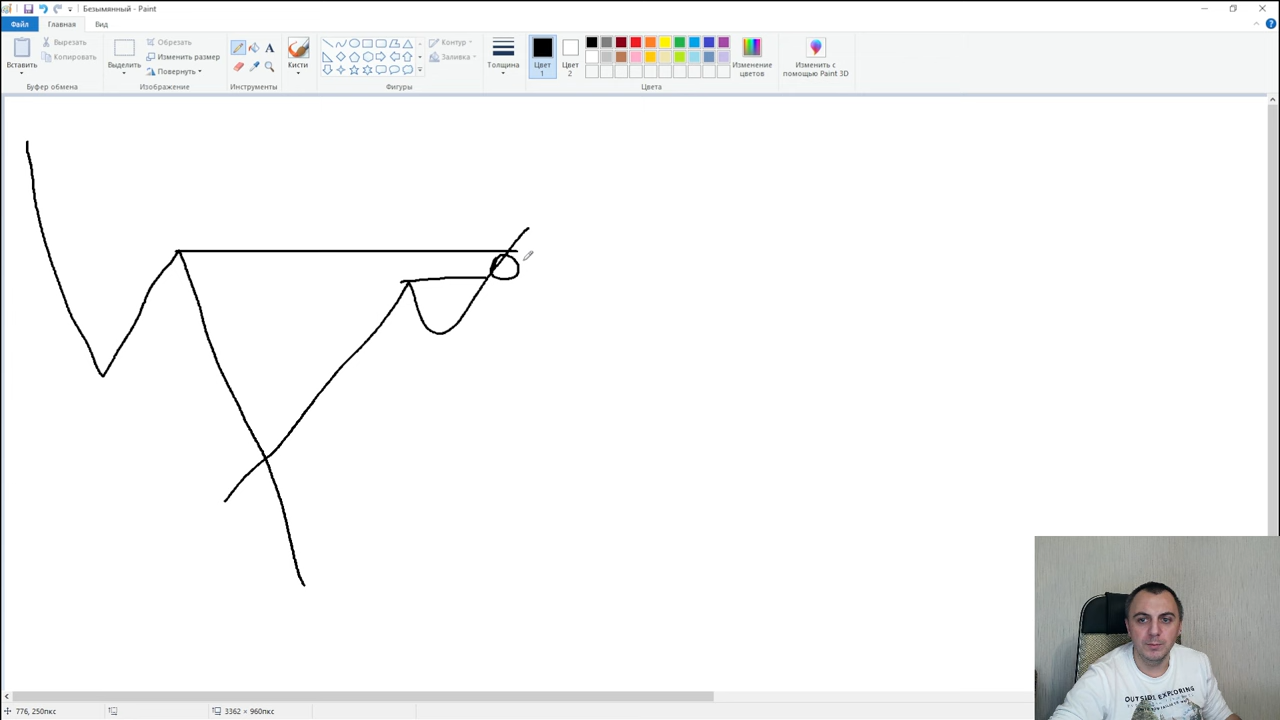 Безымянный - Paint
Файл Главная Вид
Вставить
Вырезать
Копировать
Буфер обмена
Выделить
Обрезать
Изменить размер
Повернуть
Изображение
A
Инструменты
Кисти
Контур
Заливка
Фигуры
Толщина
Цвет 1
Цвет 2
Изменение цветов
Цвета
Изменить с помощью Paint 3D
776, 250пкс
3362 × 960пкс
OUTSIDE EXPLORING